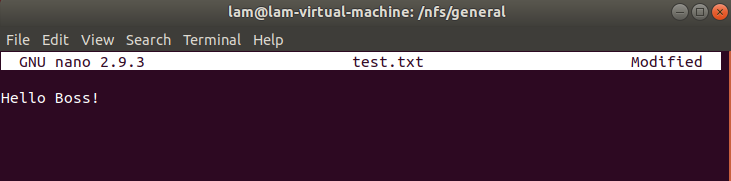 lam@lam-virtual-machine: /nfs/general
File Edit View Search Terminal Help
GNU nano 2.9.3 test.txt Modified
Hello Boss!